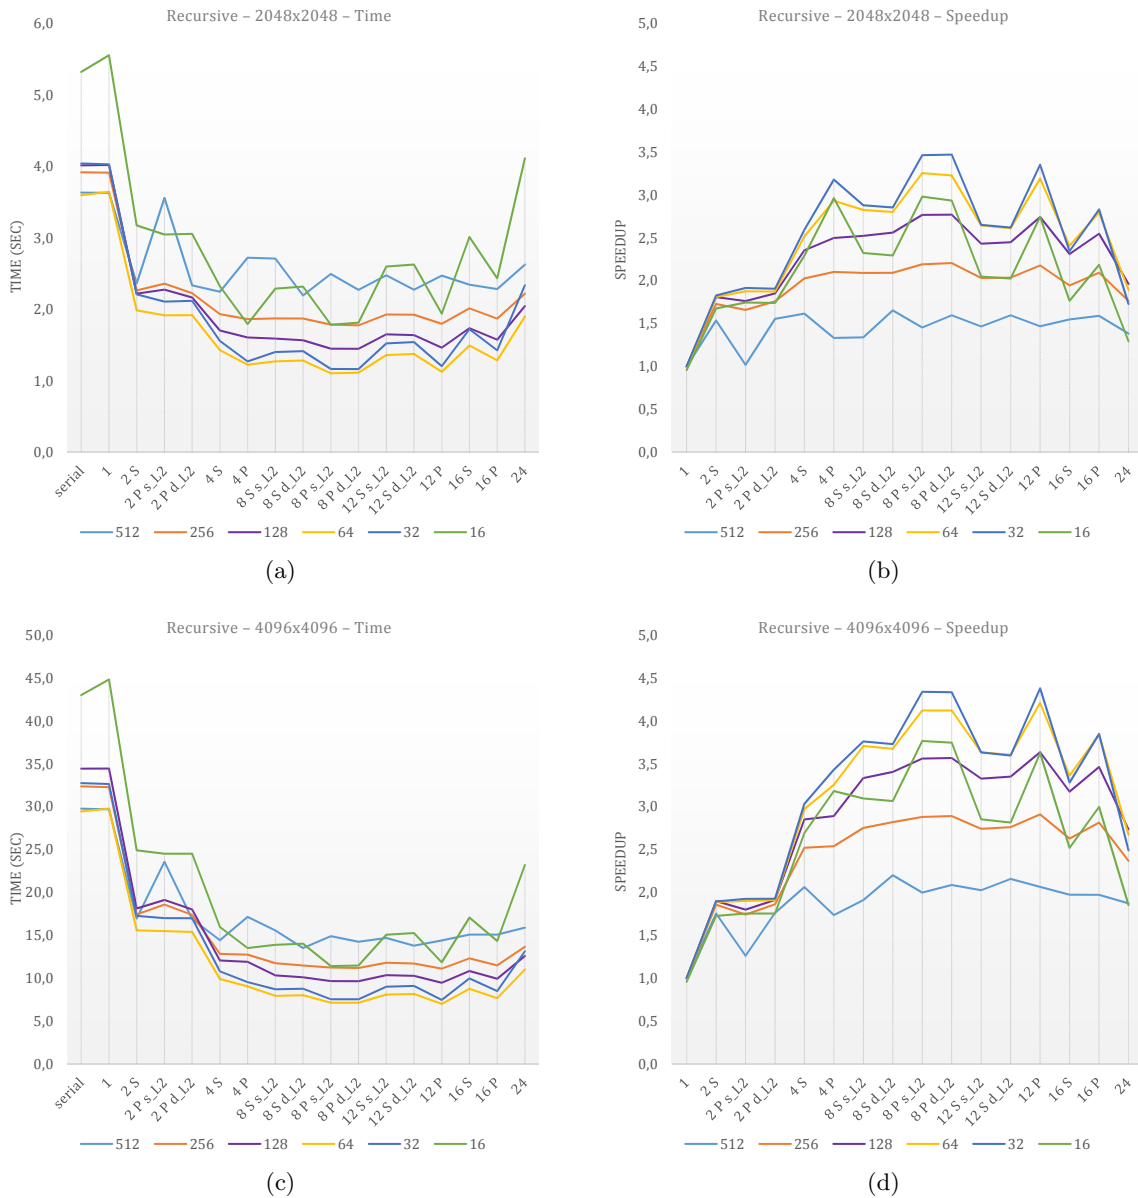 Recursive – 2048x2048 – Time
6,0
5,0
4,0
3,0
2,0
1,0
0,0
TIME (SEC)
serial 1 2 S 2 P s_L2 2 P d_L2 4 S 4 P 8 S s_L2 8 S d_L2 8 P s_L2 8 P d_L2 12 S s_L2 12 S d_L2 12 P 16 S 16 P 24
512 256 128 64 32 16
(a)
Recursive – 2048x2048 – Speedup
5,0
4,5
4,0
3,5
3,0
2,5
2,0
1,5
1,0
0,5
0,0
SPEEDUP
1 2 S 2 P s_L2 2 P d_L2 4 S 4 P 8 S s_L2 8 S d_L2 8 P s_L2 8 P d_L2 12 S s_L2 12 S d_L2 12 P 16 S 16 P 24
512 256 128 64 32 16
(b)
Recursive – 4096x4096 – Time
50,0
45,0
40,0
35,0
30,0
25,0
20,0
15,0
10,0
5,0
0,0
TIME (SEC)
serial 1 2 S 2 P s_L2 2 P d_L2 4 S 4 P 8 S s_L2 8 S d_L2 8 P s_L2 8 P d_L2 12 S s_L2 12 S d_L2 12 P 16 S 16 P 24
512 256 128 64 32 16
(c)
Recursive – 4096x4096 – Speedup
5,0
4,5
4,0
3,5
3,0
2,5
2,0
1,5
1,0
0,5
0,0
SPEEDUP
1 2 S 2 P s_L2 2 P d_L2 4 S 4 P 8 S s_L2 8 S d_L2 8 P s_L2 8 P d_L2 12 S s_L2 12 S d_L2 12 P 16 S 16 P 24
512 256 128 64 32 16
(d)